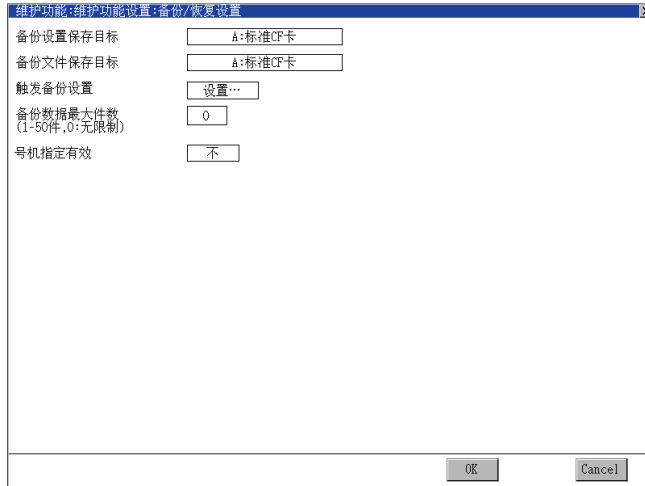 维护功能:维护功能设置:备份/恢复设置
备份设置保存目标 A:标准CF卡
备份文件保存目标 A:标准CF卡
触发备份设置 设置…
备份数据最大件数 0
(1-50件,0:无限制)
号机指定有效 不
OK Cancel